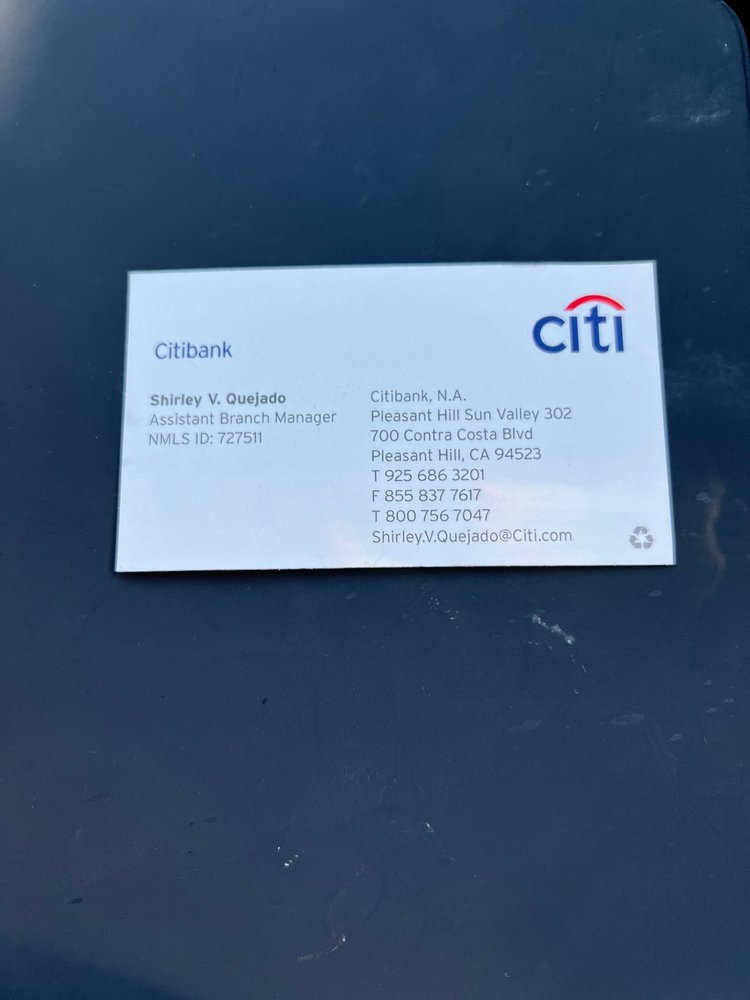 citi
Citibank
Shirley V. Quejado
Assistant Branch Manager
NMLS ID: 727511
Citibank, N.A.
Pleasant Hill Sun Valley 302
700 Contra Costa Blvd
Pleasant Hill, CA 94523
T 925 686 3201
F 855 837 7617
T 800 756 7047
Shirley.V.Quejado@Citi.com